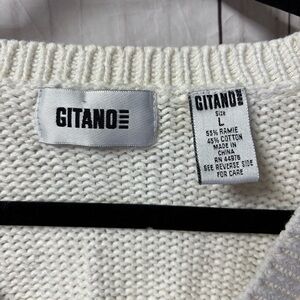 GITANO
GITANO
Size
L
55% RAMIE
45% COTTON
MADE IN
CHINA
RN 44978
SEE REVERSE SIDE
FOR CARE